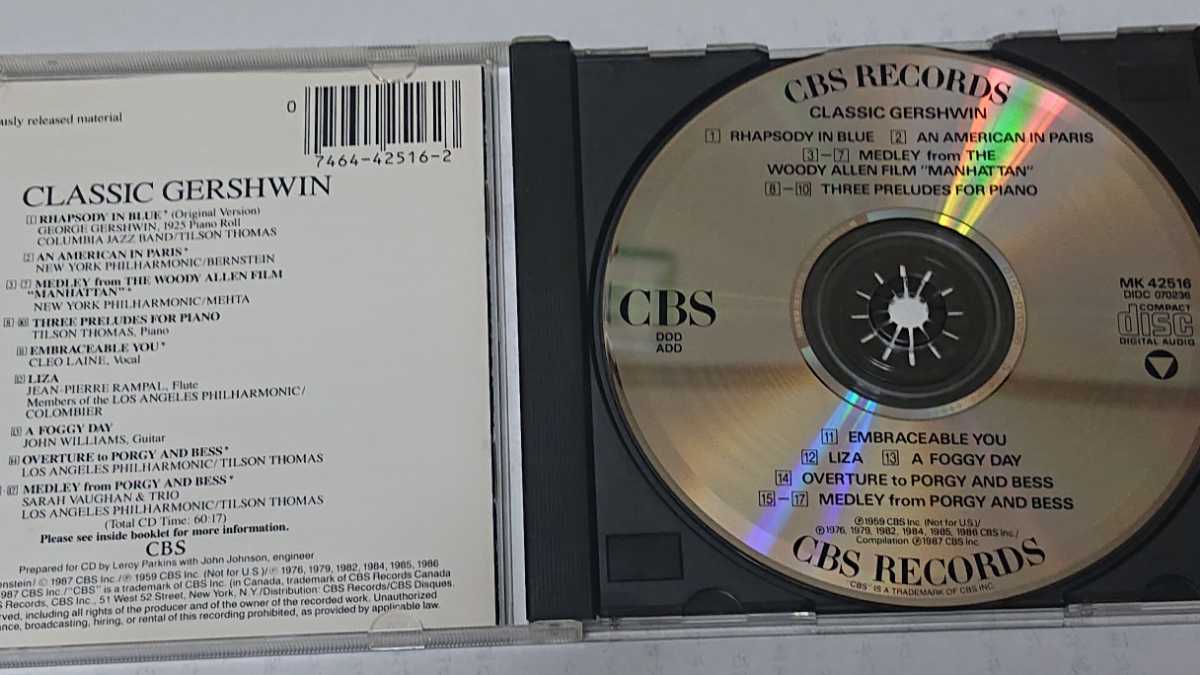 usly released material
0
7464-42516-2
CLASSIC GERSHWIN
1 RHAPSODY IN BLUE* (Original Version)
GEORGE GERSHWIN, 1925 Piano Roll
COLUMBIA JAZZ BAND/TILSON THOMAS
2 AN AMERICAN IN PARIS*
NEW YORK PHILHARMONIC/BERNSTEIN
3 7 MEDLEY from THE WOODY ALLEN FILM
"MANHATTAN"*
NEW YORK PHILHARMONIC/MEHTA
8 10 THREE PRELUDES FOR PIANO
TILSON THOMAS, Piano
11 EMBRACEABLE YOU*
CLEO LAINE, Vocal
12 LIZA
JEAN-PIERRE RAMPAL, Flute
Members of the LOS ANGELES PHILHARMONIC/
COLOMBIER
13 A FOGGY DAY
JOHN WILLIAMS, Guitar
14 OVERTURE to PORGY AND BESS*
LOS ANGELES PHILHARMONIC/TILSON THOMAS
17 MEDLEY from PORGY AND BESS*
SARAH VAUGHAN & TRIO
LOS ANGELES PHILHARMONIC/TILSON THOMAS
(Total CD Time: 60:17)
Please see inside booklet for more information.
CBS
Prepared for CD by Leroy Parkins with John Johnson, engineer
enstein/ © 1987 CBS Inc./℗ 1959 CBS Inc. (Not for U.S.)/℗ 1976, 1979, 1982, 1984, 1985, 1986
987 CBS Inc./"CBS" is a trademark of CBS Inc. (in Canada, trademark of CBS Records Canada
S Records, CBS Inc., 51 West 52 Street, New York, N.Y./Distribution: CBS Records/CBS Disques.
rved, including all rights of the producer and of the owner of the recorded work. Unauthorized
ance, broadcasting, hiring, or rental of this recording prohibited, as provided by applicable law.
CBS RECORDS
CLASSIC GERSHWIN
1 RHAPSODY IN BLUE 2 AN AMERICAN IN PARIS
3-7 MEDLEY from THE
WOODY ALLEN FILM "MANHATTAN"
8-10 THREE PRELUDES FOR PIANO
CBS
DDD
ADD
MK 42516
DIDC 070236
COMPACT
disc
DIGITAL AUDIO
11 EMBRACEABLE YOU
12 LIZA 13 A FOGGY DAY
14 OVERTURE to PORGY AND BESS
15-17 MEDLEY from PORGY AND BESS
℗1959 CBS Inc. (Not for U.S.)/
℗1976, 1979, 1982, 1984, 1985, 1986 CBS Inc./
Compilation ℗1987 CBS Inc.
CBS RECORDS
"CBS" IS A TRADEMARK OF CBS INC.